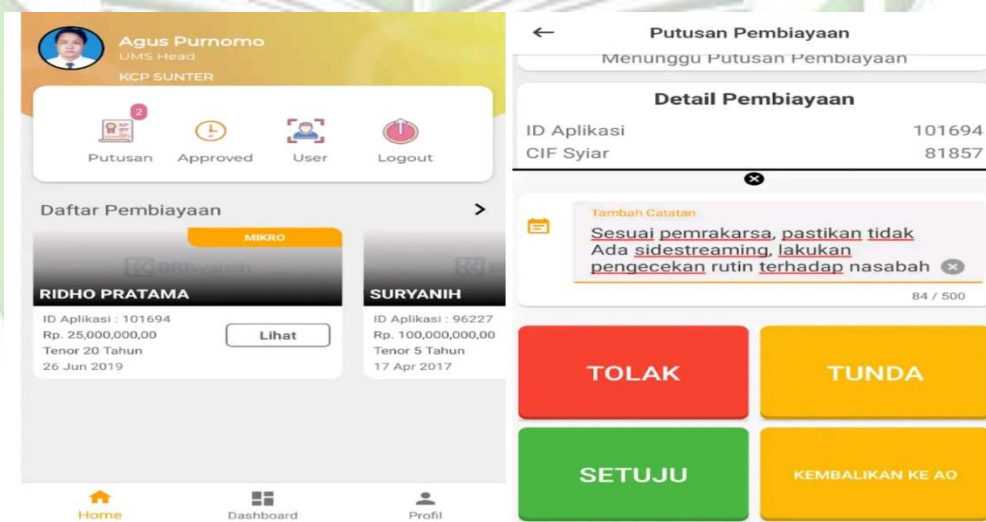 Agus Purnomo
UMS Head
KCP SUNTER
2
Putusan
Approved
User
Logout
Daftar Pembiayaan
MIKRO
BRIsyariah
RIDHO PRATAMA
ID Aplikasi : 101694
Rp. 25,000,000,00
Tenor 20 Tahun
26 Jun 2019
Lihat
SURYANIH
ID Aplikasi : 96227
Rp. 100,000,000,00
Tenor 5 Tahun
17 Apr 2017
Home
Dashboard
Profil
Putusan Pembiayaan
Menunggu Putusan Pembiayaan
Detail Pembiayaan
ID Aplikasi 101694
CIF Syiar 81857
Tambah Catatan
Sesuai pemrakarsa, pastikan tidak
Ada sidestreaming, lakukan
pengecekan rutin terhadap nasabah
84 / 500
TOLAK
TUNDA
SETUJU
KEMBALIKAN KE AO